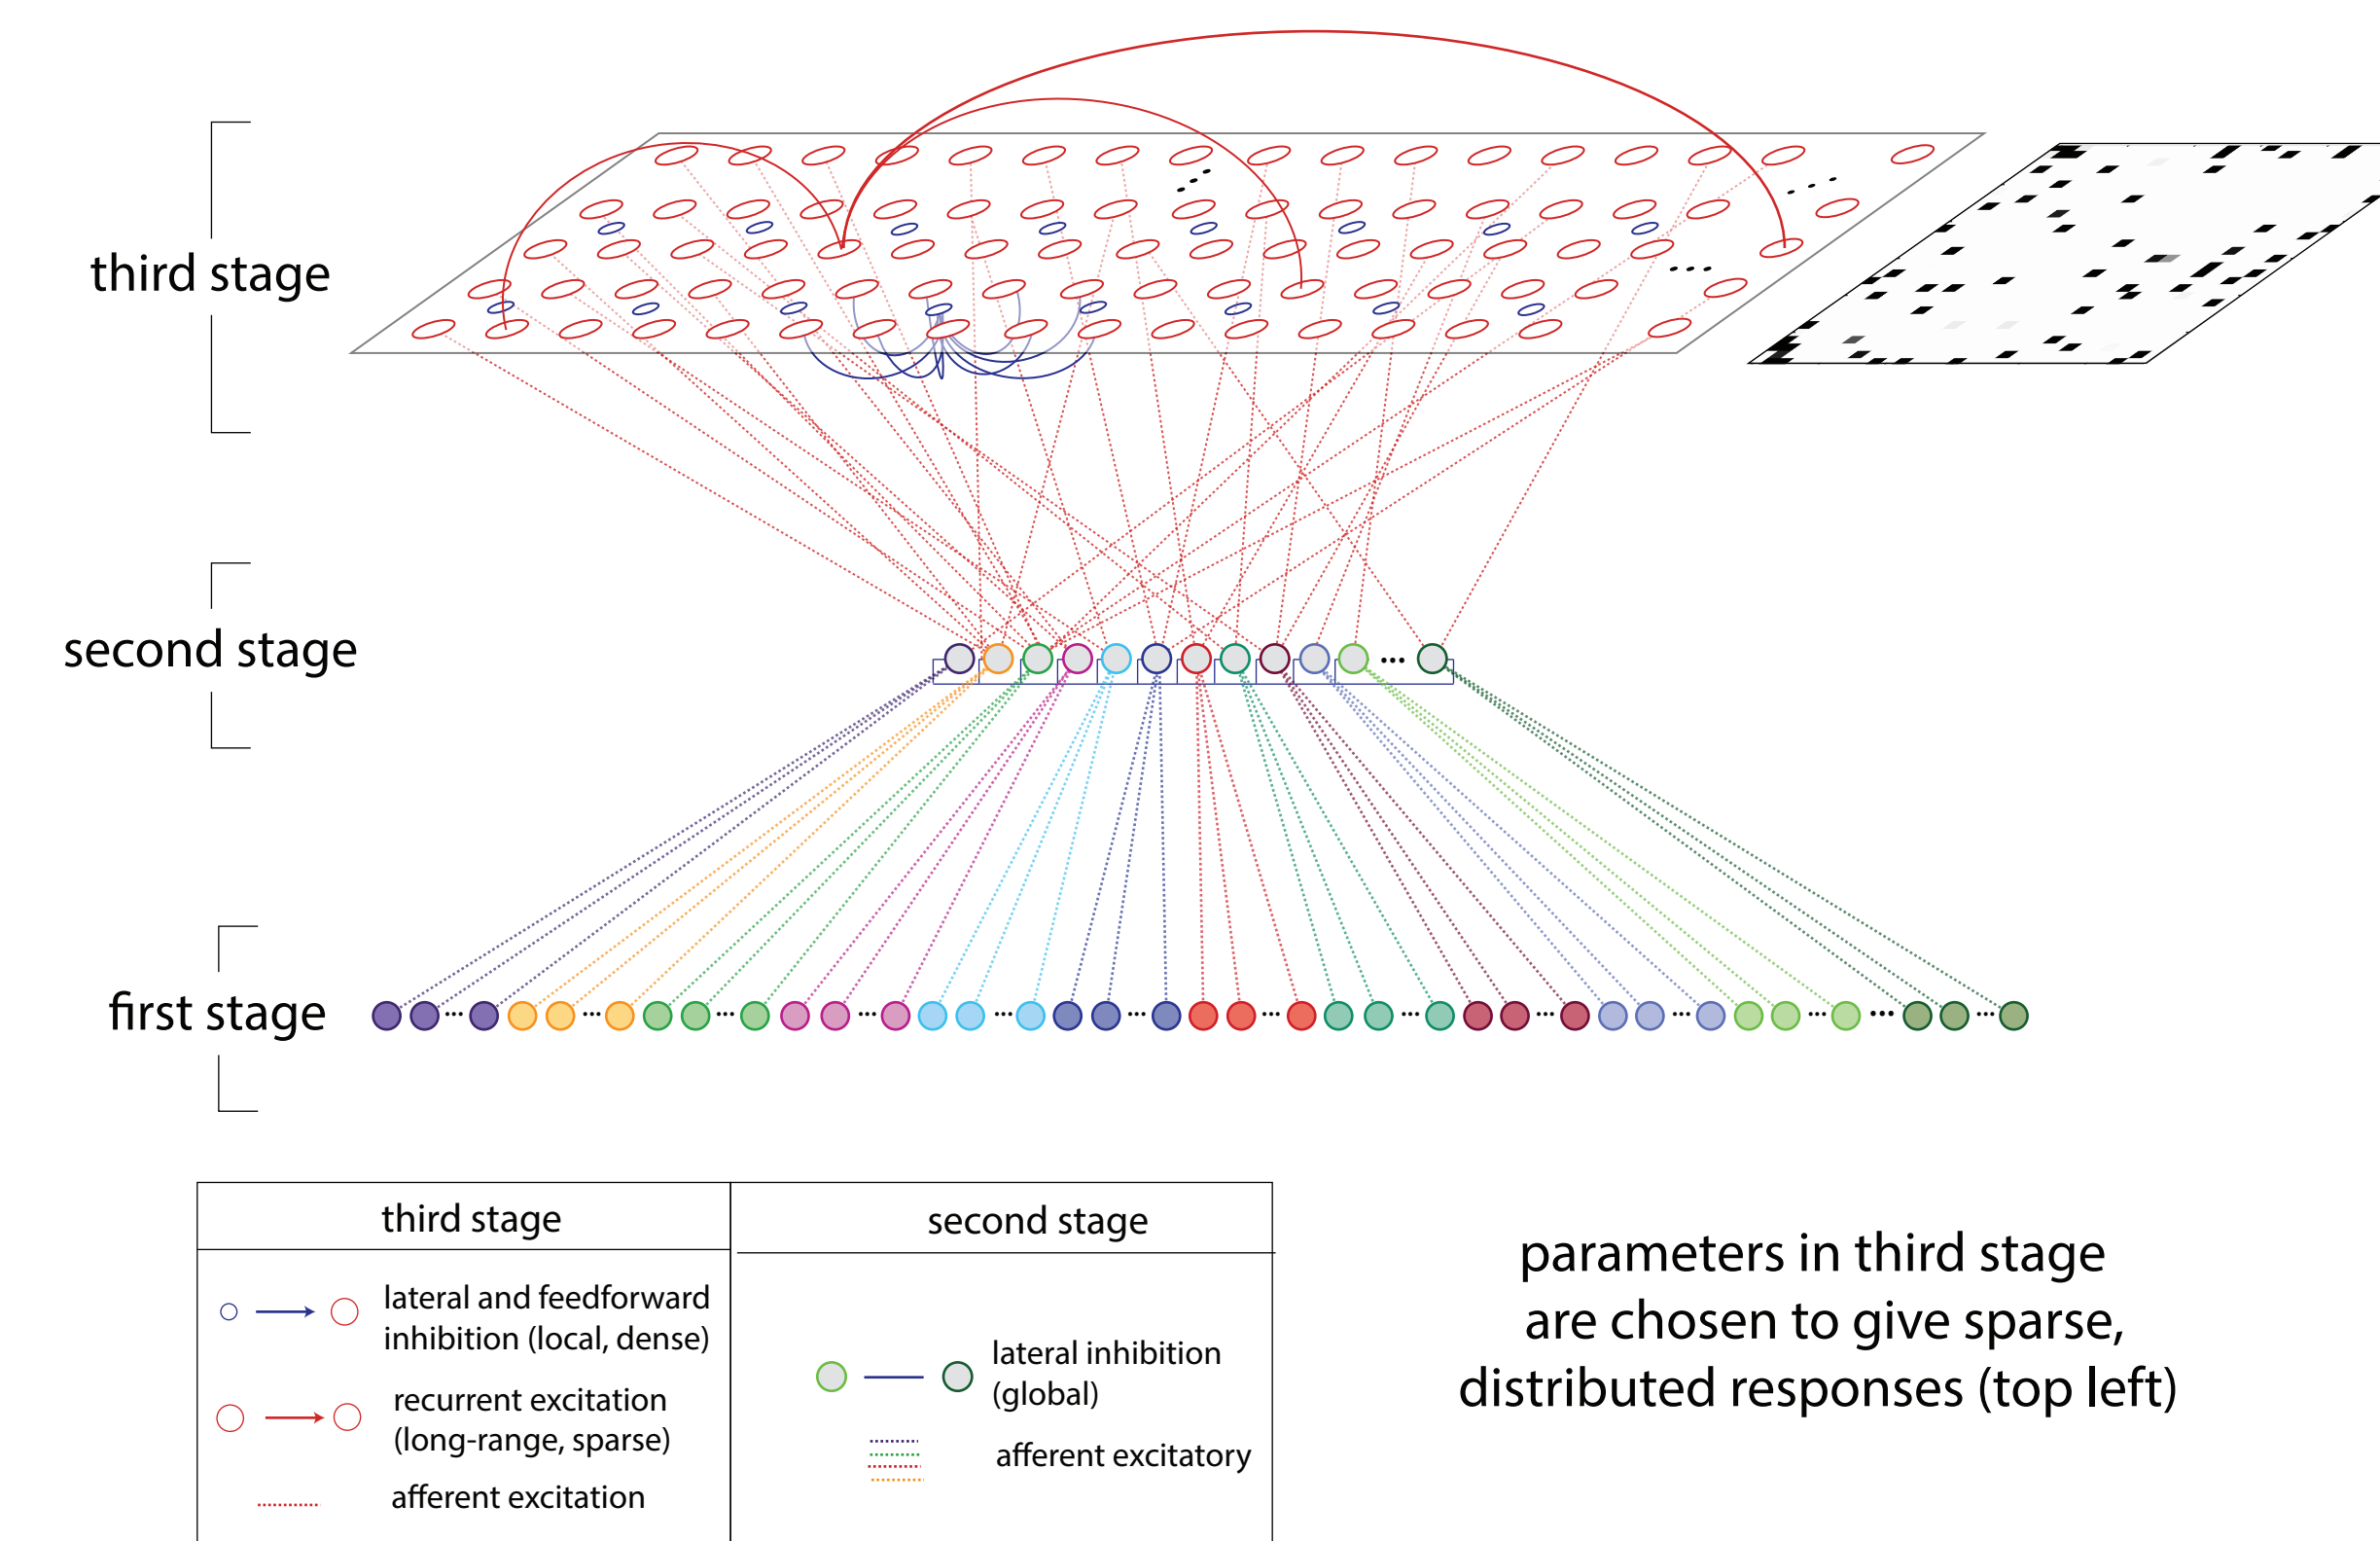 third stage
second stage
first stage
third stage
lateral and feedforward
inhibition (local, dense)
recurrent excitation
(long-range, sparse)
afferent excitation
second stage
lateral inhibition
(global)
afferent excitatory
parameters in third stage
are chosen to give sparse,
distributed responses (top left)